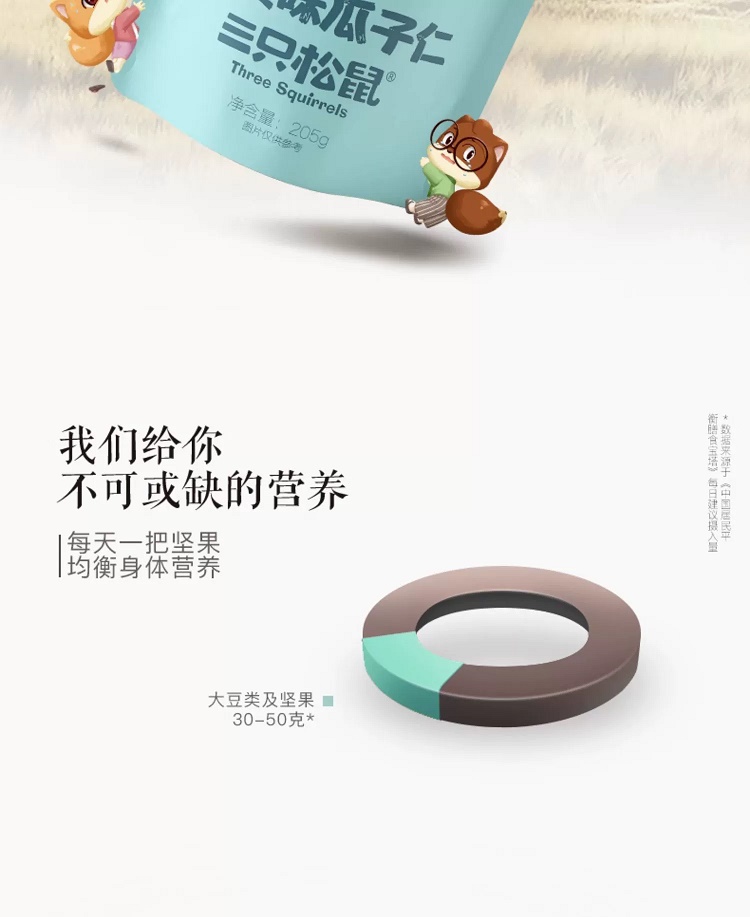 味瓜子仁
三只松鼠®
Three Squirrels
净含量：205g
图片仅供参考
我们给你
不可或缺的营养
每天一把坚果
均衡身体营养
*数据来源于《中国居民平
衡膳食宝塔》每日建议摄入量
大豆类及坚果
30-50克*